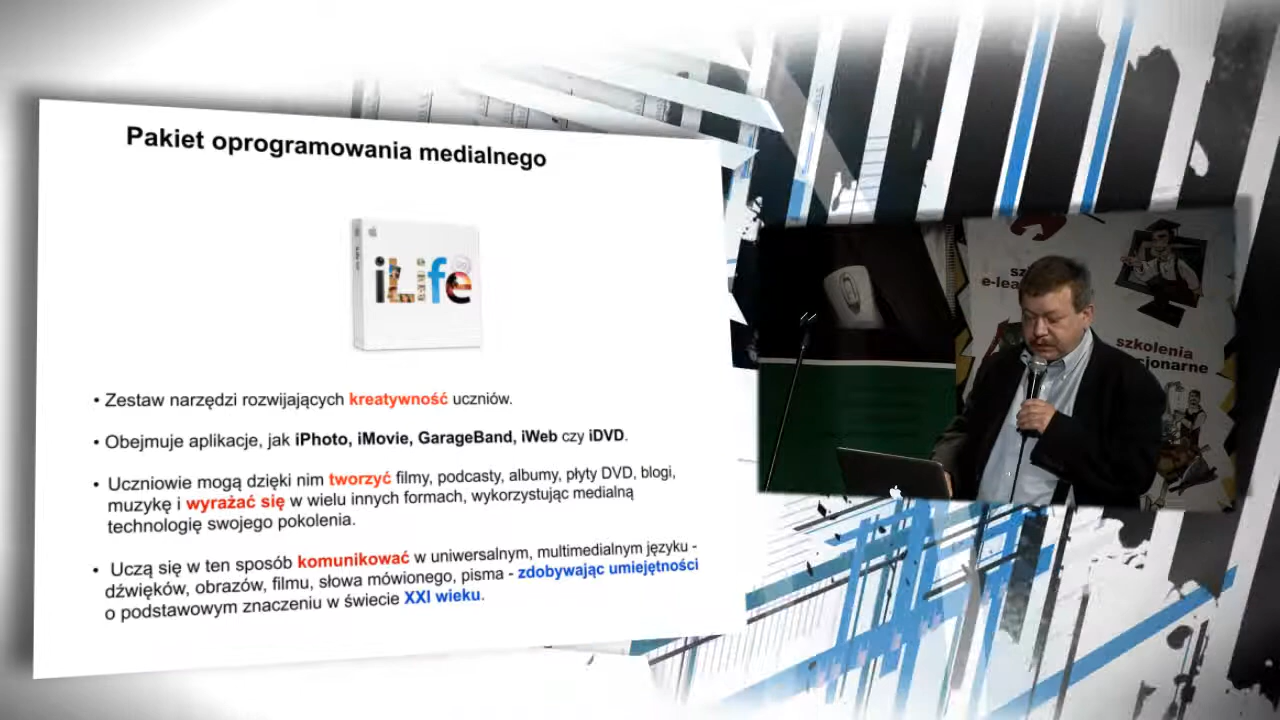 Pakiet oprogramowania medialnego
iLife
• Zestaw narzędzi rozwijających kreatywność uczniów.
• Obejmuje aplikacje, jak iPhoto, iMovie, GarageBand, iWeb czy iDVD.
• Uczniowie mogą dzięki nim tworzyć filmy, podcasty, albumy, płyty DVD, blogi,
muzykę i wyrażać się w wielu innych formach, wykorzystując medialną
technologię swojego pokolenia.
• Uczą się w ten sposób komunikować w uniwersalnym, multimedialnym języku -
dźwięków, obrazów, filmu, słowa mówionego, pisma - zdobywając umiejętności
o podstawowym znaczeniu w świecie XXI wieku.
szkolenia